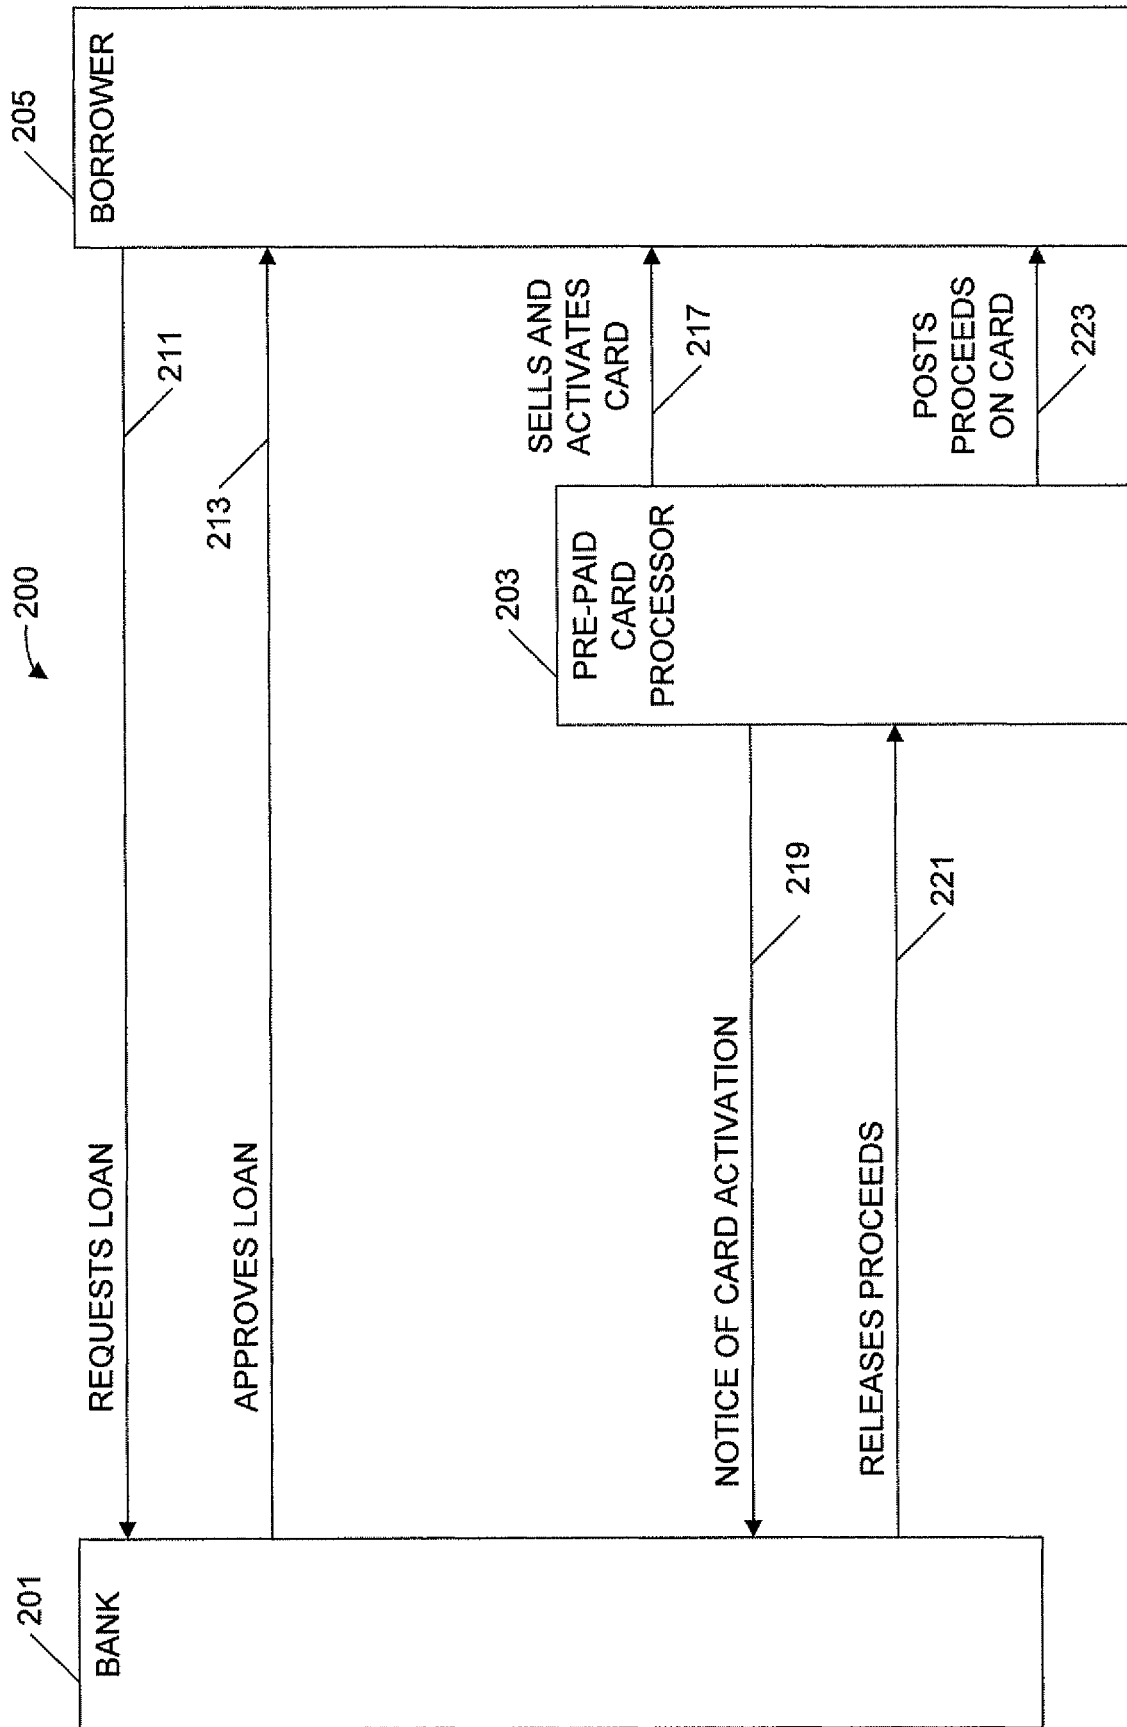 200
201
BANK
205
BORROWER
REQUESTS LOAN
211
APPROVES LOAN
213
203
PRE-PAID
CARD
PROCESSOR
SELLS AND
ACTIVATES
CARD
217
NOTICE OF CARD ACTIVATION
219
RELEASES PROCEEDS
221
POSTS
PROCEEDS
ON CARD
223